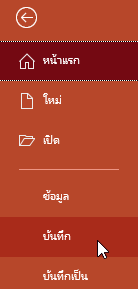 หน้าแรก
ใหม่
เปิด
ข้อมูล
บันทึก
บันทึกเป็น